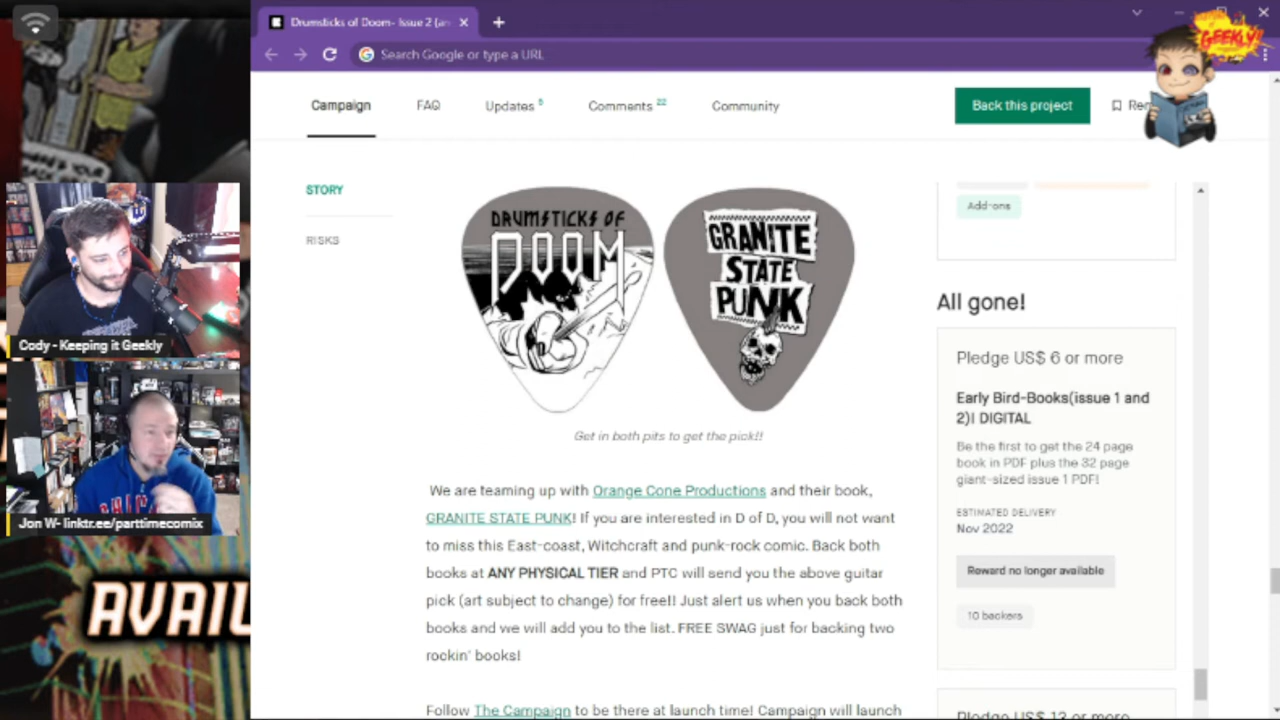 Drumsticks of Doom- Issue 2 (an
Search Google or type a URL
GEEKLY!
Campaign
FAQ
Updates 5
Comments 22
Community
Back this project
STORY
RISKS
DRUMSTICKS OF
DOOM
GRANITE
STATE
PUNK
Get in both pits to get the pick!!
We are teaming up with Orange Cone Productions and their book,
GRANITE STATE PUNK! If you are interested in D of D, you will not want
to miss this East-coast, Witchcraft and punk-rock comic. Back both
books at ANY PHYSICAL TIER and PTC will send you the above guitar
pick (art subject to change) for free!! Just alert us when you back both
books and we will add you to the list. FREE SWAG just for backing two
rockin' books!
Follow The Campaign to be there at launch time! Campaign will launch
Add-ons
All gone!
Pledge US$ 6 or more
Early Bird-Books(issue 1 and
2)| DIGITAL
Be the first to get the 24 page
book in PDF plus the 32 page
giant-sized issue 1 PDF!
ESTIMATED DELIVERY
Nov 2022
Reward no longer available
10 backers
Pledge US$ 13 or more
Cody - Keeping it Geekly
Jon W- linktr.ee/parttimecomix
AVAIL